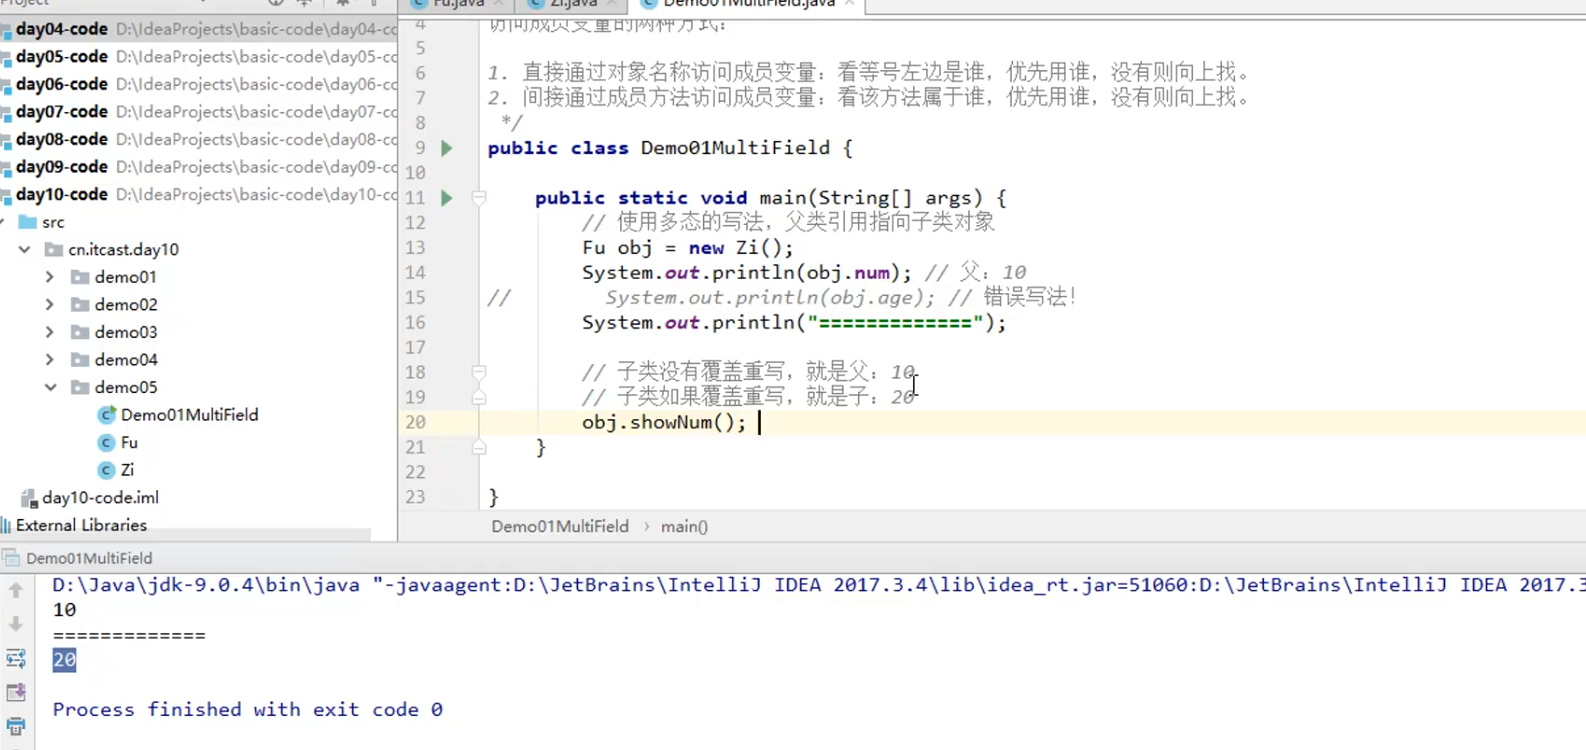 Project
Fu.java
Zi.java
Demo01MultiField.java
day04-code D:\IdeaProjects\basic-code\day04-cc
day05-code D:\IdeaProjects\basic-code\day05-cc
day06-code D:\IdeaProjects\basic-code\day06-cc
day07-code D:\IdeaProjects\basic-code\day07-cc
day08-code D:\IdeaProjects\basic-code\day08-cc
day09-code D:\IdeaProjects\basic-code\day09-cc
day10-code D:\IdeaProjects\basic-code\day10-cc
src
cn.itcast.day10
demo01
demo02
demo03
demo04
demo05
Demo01MultiField
Fu
Zi
day10-code.iml
External Libraries
4 访问成员变量的两种方式:
5
6 1. 直接通过对象名称访问成员变量：看等号左边是谁，优先用谁，没有则向上找。
7 2. 间接通过成员方法访问成员变量：看该方法属于谁，优先用谁，没有则向上找。
8 */
9 public class Demo01MultiField {
10
11 public static void main(String[] args) {
12 // 使用多态的写法，父类引用指向子类对象
13 Fu obj = new Zi();
14 System.out.println(obj.num); // 父：10
15 // System.out.println(obj.age); // 错误写法！
16 System.out.println("=============");
17
18 // 子类没有覆盖重写，就是父：10
19 // 子类如果覆盖重写，就是子：20
20 obj.showNum();
21 }
22
23 }
Demo01MultiField › main()
Demo01MultiField
D:\Java\jdk-9.0.4\bin\java "-javaagent:D:\JetBrains\IntelliJ IDEA 2017.3.4\lib\idea_rt.jar=51060:D:\JetBrains\IntelliJ IDEA 2017.3
10
=============
20
Process finished with exit code 0